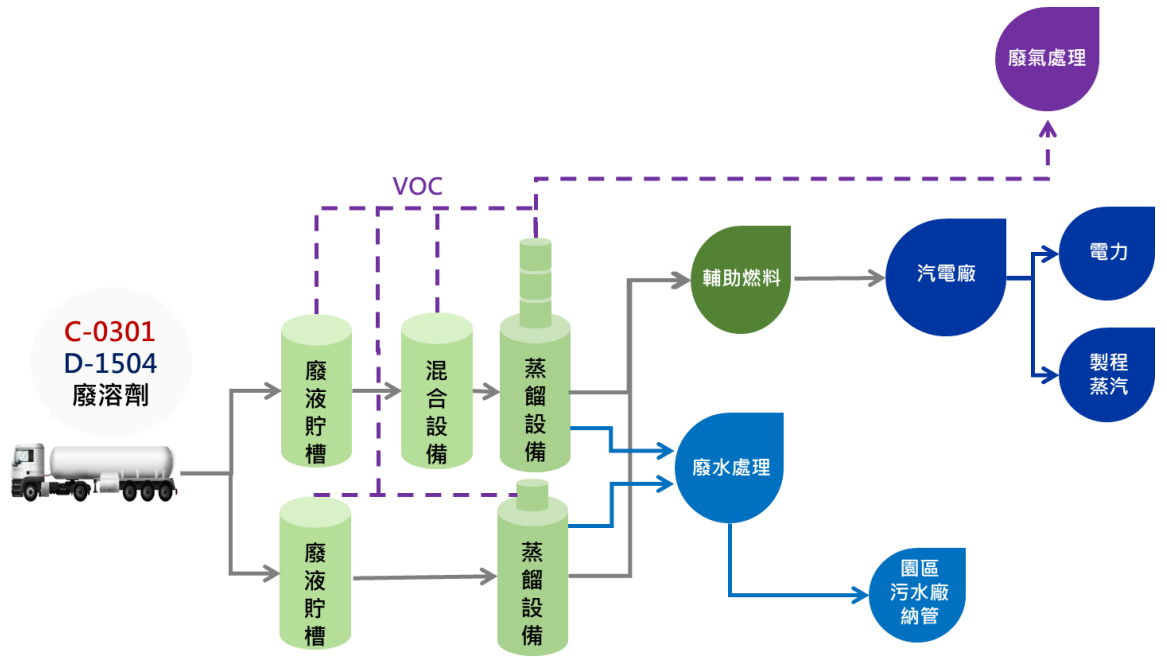 廢氣處理
VOC
電力
輔助燃料
汽電廠
C-0301
D-1504
廢溶劑
廢液貯槽
混合設備
蒸餾設備
製程
蒸汽
廢水處理
廢液貯槽
蒸餾設備
園區
污水廠
納管